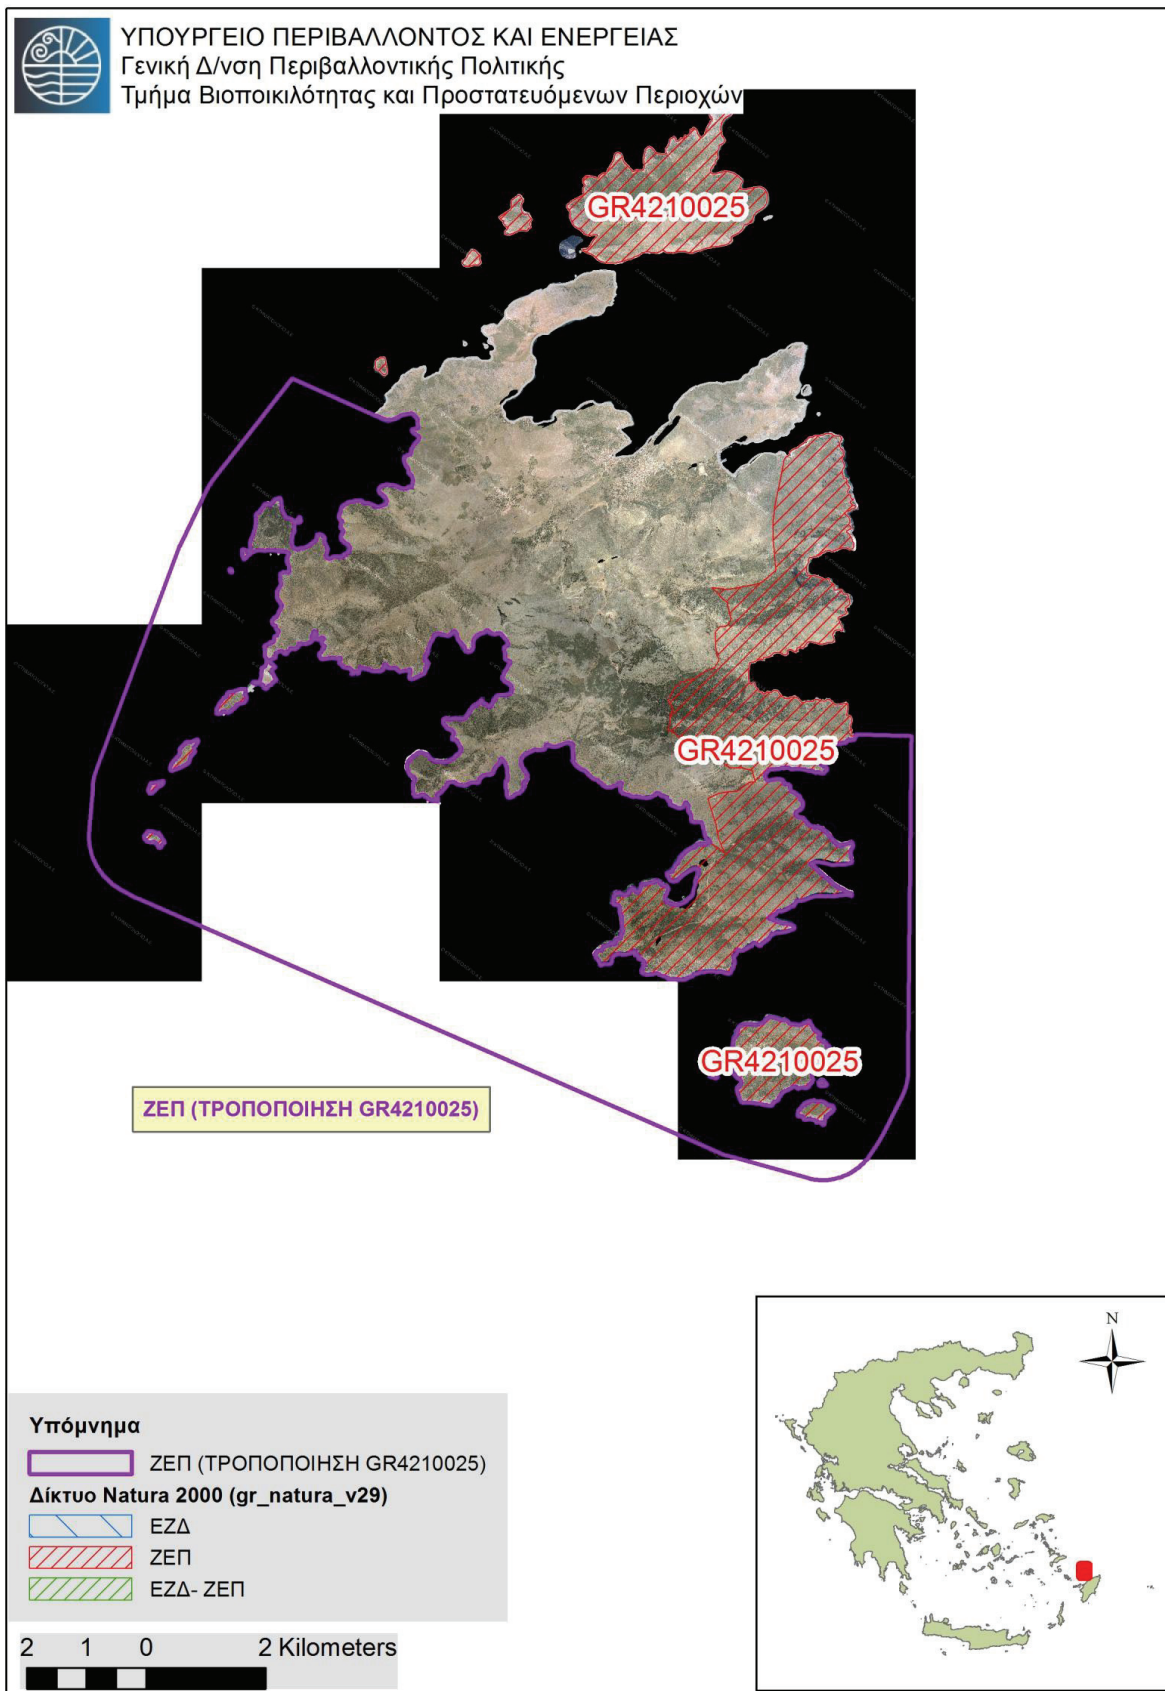 ΥΠΟΥΡΓΕΙΟ ΠΕΡΙΒΑΛΛΟΝΤΟΣ ΚΑΙ ΕΝΕΡΓΕΙΑΣ
Γενική Δ/νση Περιβαλλοντικής Πολιτικής
Τμήμα Βιοποικιλότητας και Προστατευόμενων Περιοχών
GR4210025
GR4210025
GR4210025
ΖΕΠ (ΤΡΟΠΟΠΟΙΗΣΗ GR4210025)
N
Υπόμνημα
ΖΕΠ (ΤΡΟΠΟΠΟΙΗΣΗ GR4210025)
Δίκτυο Natura 2000 (gr_natura_v29)
ΕΖΔ
ΖΕΠ
ΕΖΔ- ΖΕΠ
2 1 0 2 Kilometers